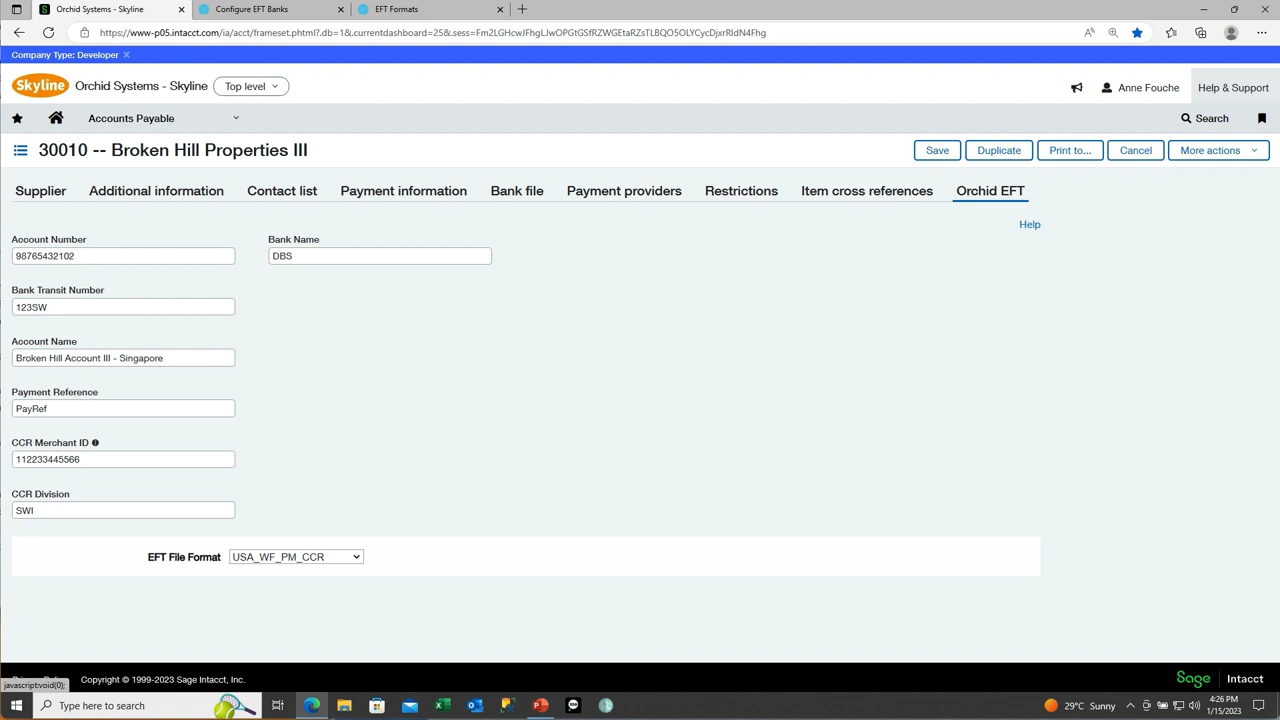 Orchid Systems - Skyline
Configure EFT Banks
EFT Formats
https://www-p05.intacct.com/ia/acct/frameset.phtml?.db=1&currentdashboard=25&.sess=Fm2LGHcwJFhgLJwOPGtGSfRZWGEtaRZsTLBQO5OLYCycDjxrRldN4Fhg
Company Type: Developer
Skyline
Orchid Systems - Skyline
Top level
Anne Fouche
Help & Support
Accounts Payable
Search
30010 -- Broken Hill Properties III
Save
Duplicate
Print to...
Cancel
More actions
Supplier
Additional information
Contact list
Payment information
Bank file
Payment providers
Restrictions
Item cross references
Orchid EFT
Help
Account Number
Bank Name
98765432102
DBS
Bank Transit Number
123SW
Account Name
Broken Hill Account III - Singapore
Payment Reference
PayRef
CCR Merchant ID
112233445566
CCR Division
SWI
EFT File Format
USA_WF_PM_CCR
Copyright © 1999-2023 Sage Intacct, Inc.
Sage Intacct
javascript:void(0);
Type here to search
29°C Sunny
4:26 PM
1/15/2023